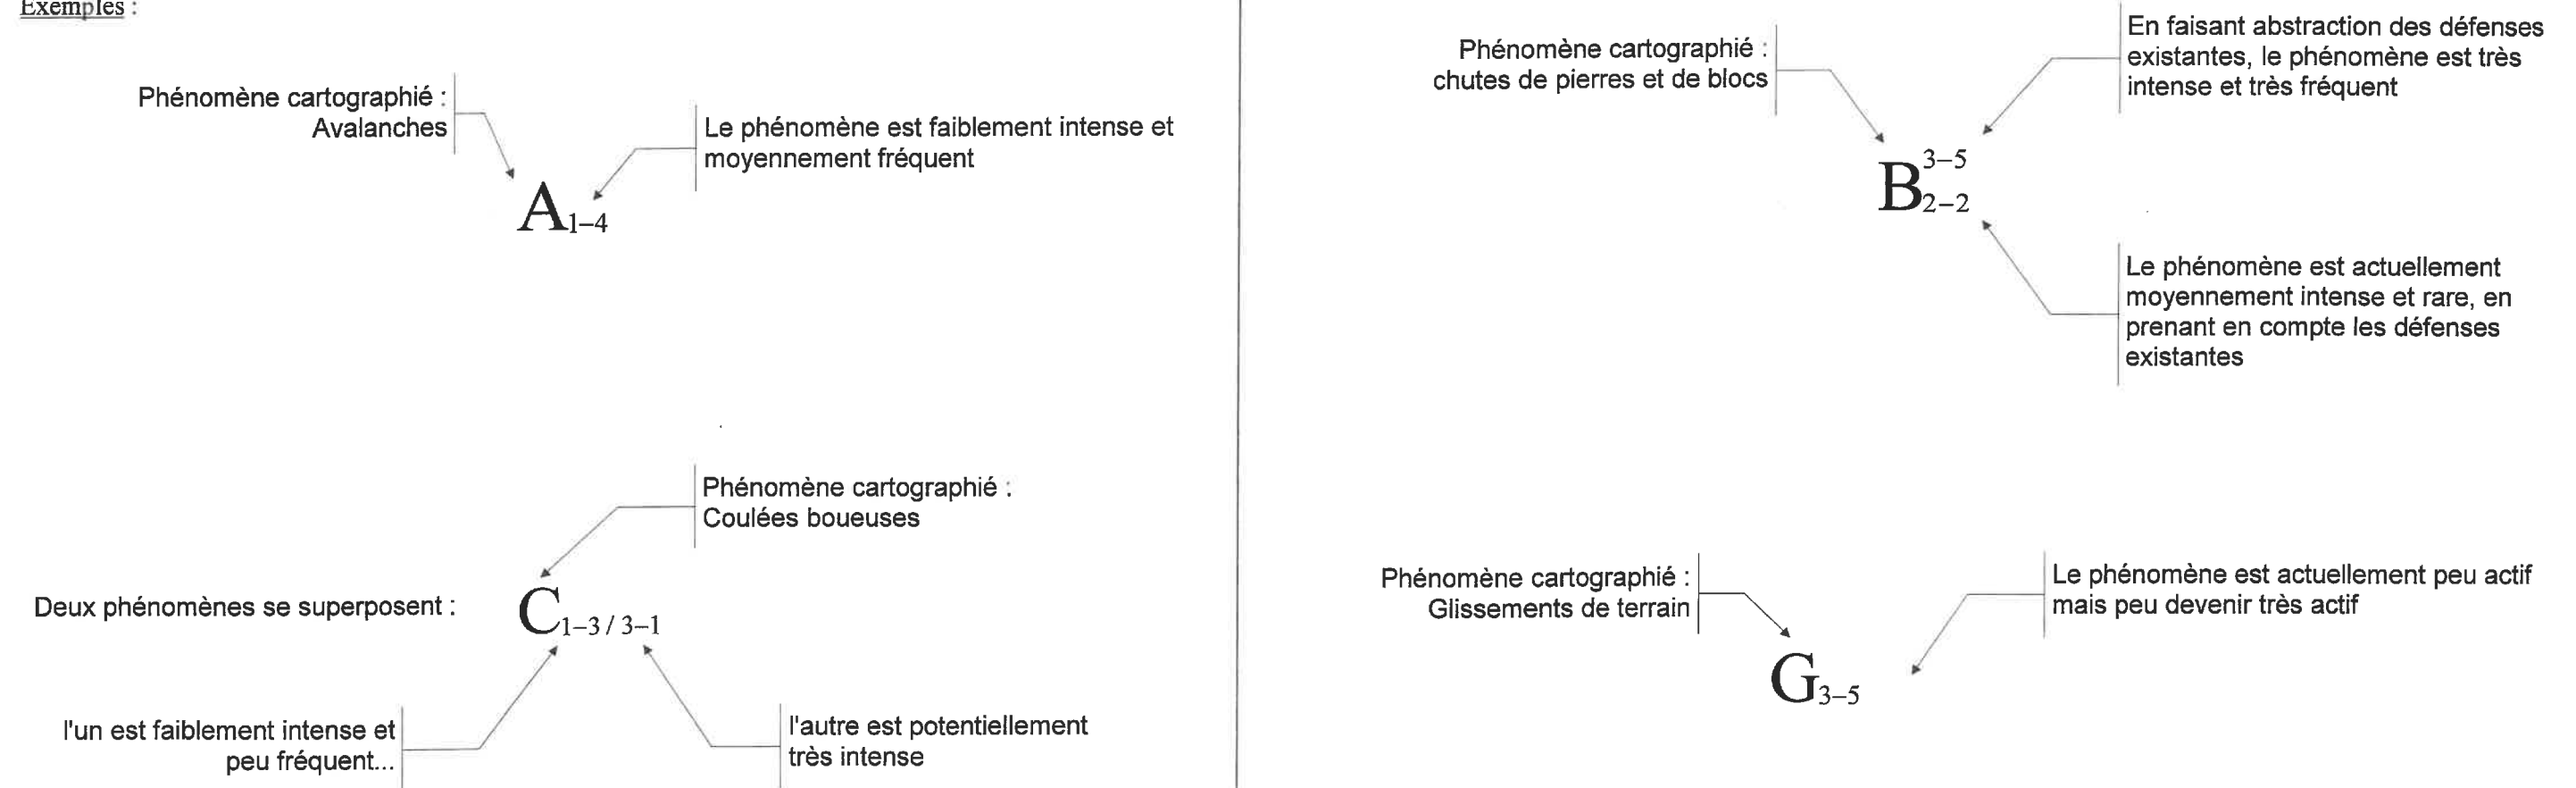 Exemples :
Phénomène cartographié :
Avalanches
Le phénomène est faiblement intense et
moyennement fréquent
A1–4
Phénomène cartographié :
Coulées boueuses
Deux phénomènes se superposent :
C1–3 / 3–1
l'un est faiblement intense et
peu fréquent...
l'autre est potentiellement
très intense
Phénomène cartographié :
chutes de pierres et de blocs
En faisant abstraction des défenses
existantes, le phénomène est très
intense et très fréquent
3–5
B2–2
Le phénomène est actuellement
moyennement intense et rare, en
prenant en compte les défenses
existantes
Phénomène cartographié :
Glissements de terrain
Le phénomène est actuellement peu actif
mais peu devenir très actif
G3–5